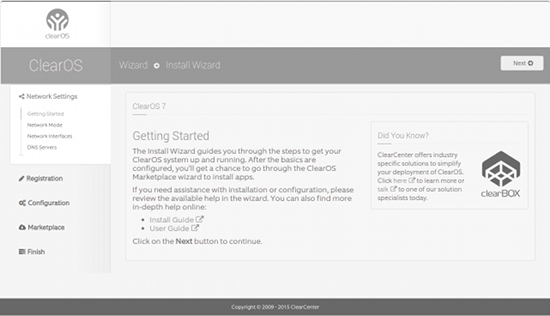 clearOS
ClearOS
Wizard Install Wizard
Next
Network Settings
Getting Started
Network Mode
Network Interfaces
DNS Servers
Registration
Configuration
Marketplace
Finish
ClearOS 7
Getting Started
The Install Wizard guides you through the steps to get your
ClearOS system up and running. After the basics are
configured, you'll get a chance to go through the ClearOS
Marketplace wizard to install apps.
If you need assistance with installation or configuration, please
review the available help in the wizard. You can also find more
in-depth help online:
• Install Guide
• User Guide
Click on the Next button to continue.
Did You Know?
ClearCenter offers industry
specific solutions to simplify
your deployment of ClearOS.
Click here to learn more or
talk to one of our solution
specialists today.
clearBOX
Copyright © 2009 - 2015 ClearCenter